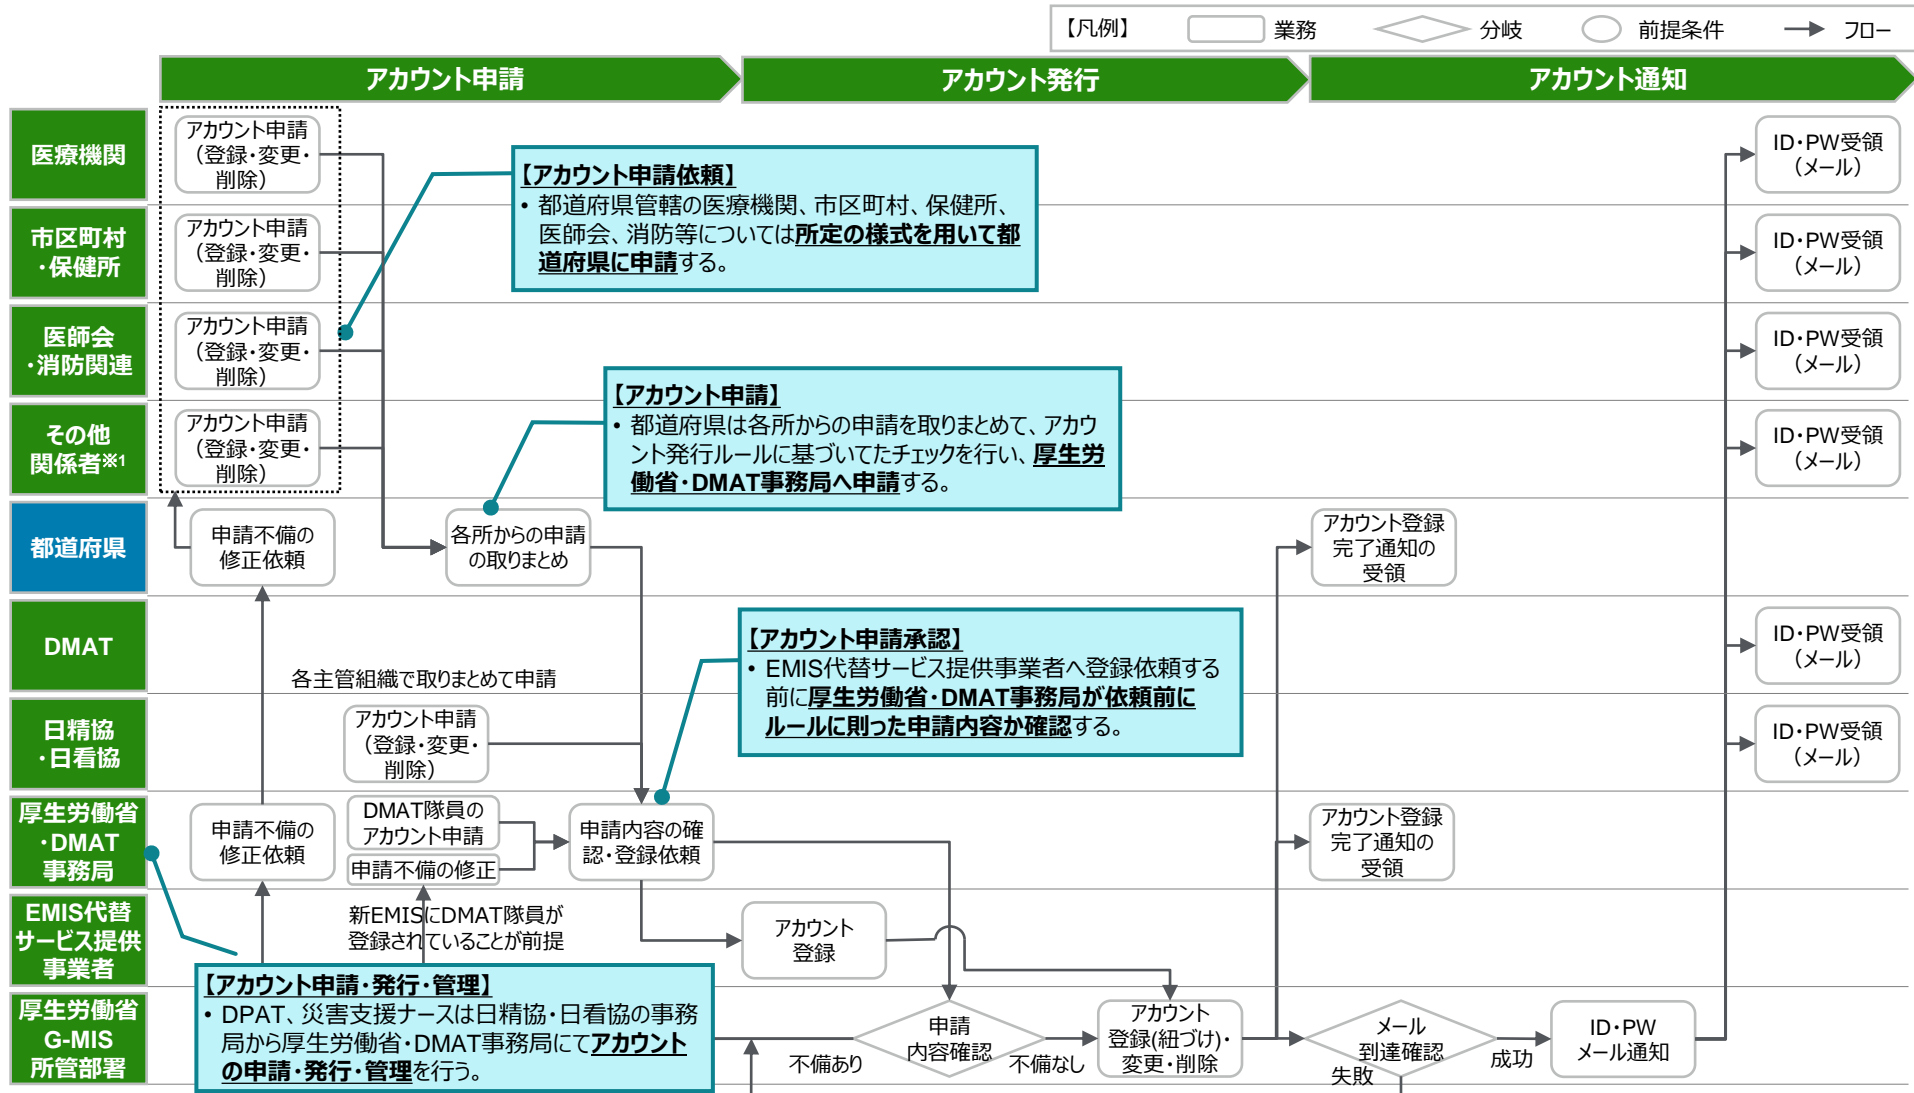 【凡例】
業務
分岐
前提条件
フロー
アカウント申請
アカウント発行
アカウント通知
医療機関
アカウント申請
（登録・変更・
削除）
ID・PW受領
（メール）
【アカウント申請依頼】
• 都道府県管轄の医療機関、市区町村、保健所、
医師会、消防等については所定の様式を用いて都
道府県に申請する。
市区町村
・保健所
アカウント申請
（登録・変更・
削除）
ID・PW受領
（メール）
医師会
・消防関連
アカウント申請
（登録・変更・
削除）
ID・PW受領
（メール）
【アカウント申請】
• 都道府県は各所からの申請を取りまとめて、アカウ
ント発行ルールに基づいてたチェックを行い、厚生労
働省・DMAT事務局へ申請する。
その他
関係者※1
アカウント申請
（登録・変更・
削除）
ID・PW受領
（メール）
都道府県
申請不備の
修正依頼
各所からの申請
の取りまとめ
アカウント登録
完了通知の
受領
DMAT
各主管組織で取りまとめて申請
【アカウント申請承認】
• EMIS代替サービス提供事業者へ登録依頼する
前に厚生労働省・DMAT事務局が依頼前に
ルールに則った申請内容か確認する。
ID・PW受領
（メール）
日精協
・日看協
アカウント申請
（登録・変更・
削除）
ID・PW受領
（メール）
厚生労働省
・DMAT
事務局
申請不備の
修正依頼
DMAT隊員の
アカウント申請
申請不備の修正
申請内容の確
認・登録依頼
アカウント登録
完了通知の
受領
EMIS代替
サービス提供
事業者
新EMISにDMAT隊員が
登録されていることが前提
アカウント
登録
【アカウント申請・発行・管理】
• DPAT、災害支援ナースは日精協・日看協の事務
局から厚生労働省・DMAT事務局にてアカウント
の申請・発行・管理を行う。
厚生労働省
G-MIS
所管部署
不備あり
申請
内容確認
不備なし
アカウント
登録(紐づけ)・
変更・削除
メール
到達確認
失敗
成功
ID・PW
メール通知